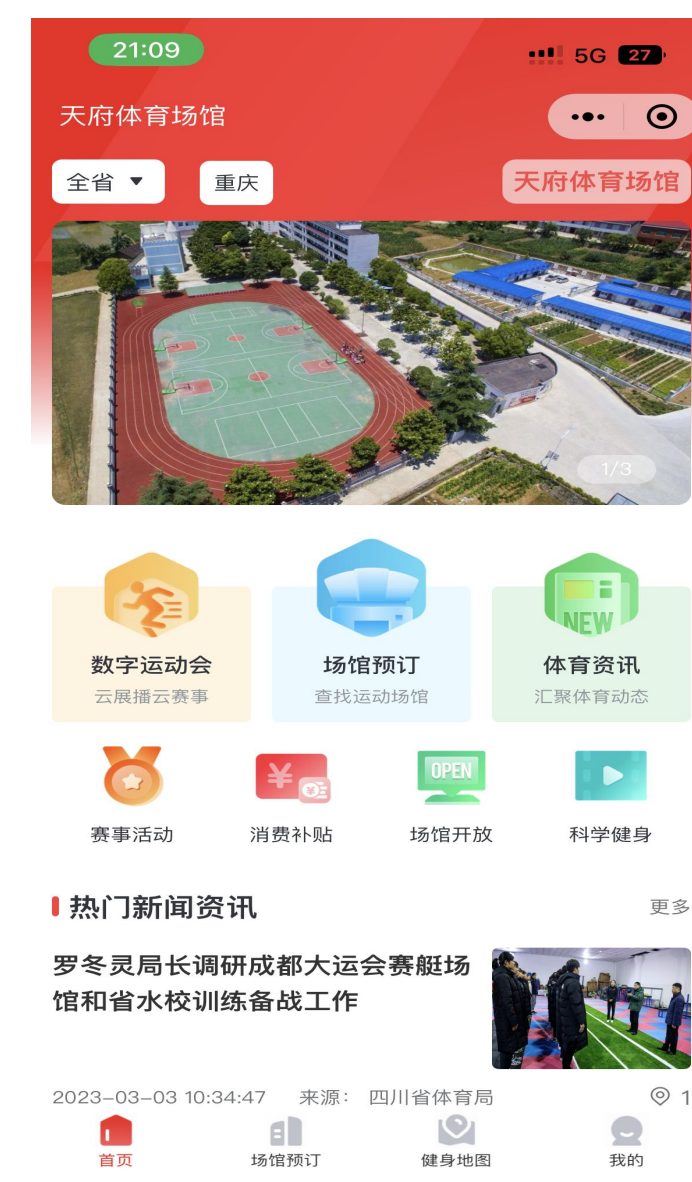 21:09
5G 27
天府体育场馆
全省
重庆
天府体育场馆
1/3
NEW
数字运动会
场馆预订
体育资讯
云展播云赛事
查找运动场馆
汇聚体育动态
¥
¥
OPEN
赛事活动
消费补贴
场馆开放
科学健身
热门新闻资讯
更多
罗冬灵局长调研成都大运会赛艇场
馆和省水校训练备战工作
2023-03-03 10:34:47 来源： 四川省体育局
1
首页
场馆预订
健身地图
我的